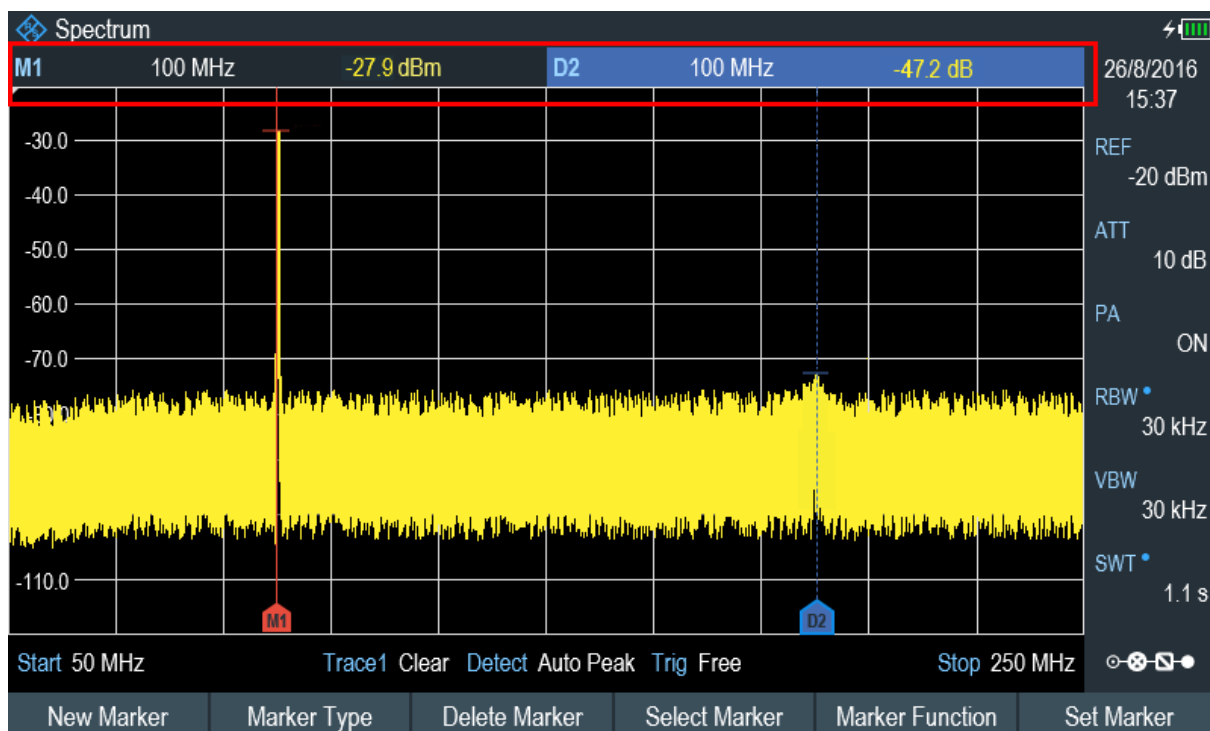 Spectrum
M1 100 MHz -27.9 dBm D2 100 MHz -47.2 dB
26/8/2016
15:37
-30.0
-40.0
-50.0
-60.0
-70.0
-110.0
M1
D2
REF
-20 dBm
ATT
10 dB
PA
ON
RBW
30 kHz
VBW
30 kHz
SWT
1.1 s
Start 50 MHz Trace1 Clear Detect Auto Peak Trig Free Stop 250 MHz
New Marker Marker Type Delete Marker Select Marker Marker Function Set Marker